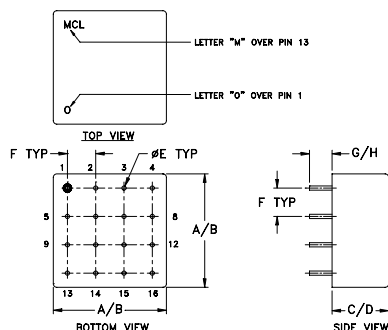 MCL
LETTER "M" OVER PIN 13
O
LETTER "O" OVER PIN 1
TOP VIEW
F TYP
ØE TYP
G/H
1 2 3 4
F TYP
A/B
5 8
9 12
13 14 15 16
A/B
C/D
BOTTOM VIEW
SIDE VIEW